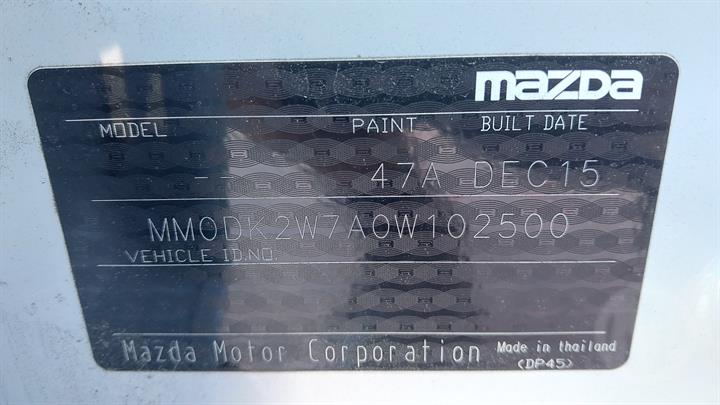 mazda
MODEL PAINT BUILT DATE
- 47A DEC15
MM0DK2W7A0W102500
VEHICLE ID.NO.
Mazda Motor Corporation Made in thailand
(DP45)